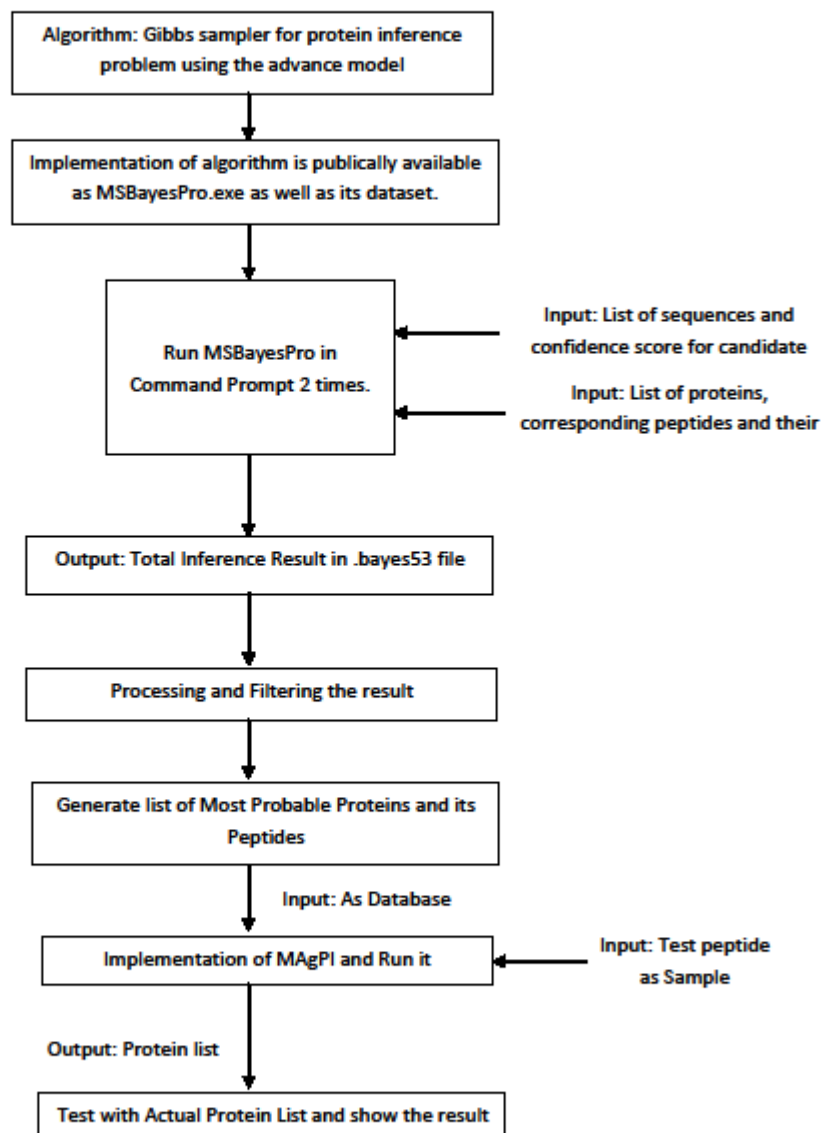 Algorithm: Gibbs sampler for protein inference
problem using the advance model
Implementation of algorithm is publically available
as MSBayesPro.exe as well as its dataset.
Run MSBayesPro in
Command Prompt 2 times.
Input: List of sequences and
confidence score for candidate
Input: List of proteins,
corresponding peptides and their
Output: Total Inference Result in .bayes53 file
Processing and Filtering the result
Generate list of Most Probable Proteins and its
Peptides
Input: As Database
Implementation of MAgPI and Run it
Input: Test peptide
as Sample
Output: Protein list
Test with Actual Protein List and show the result